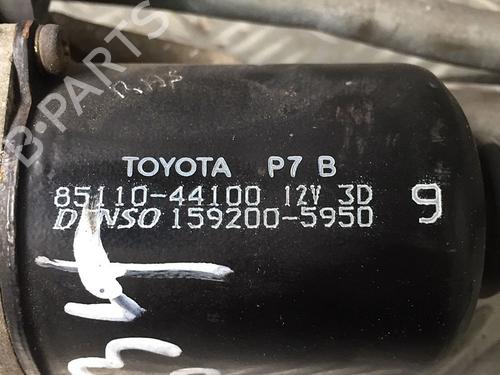 B-PARTS
TOYOTA P7 B
85110-44100 12V 3D
DENSO 159200-5950
9